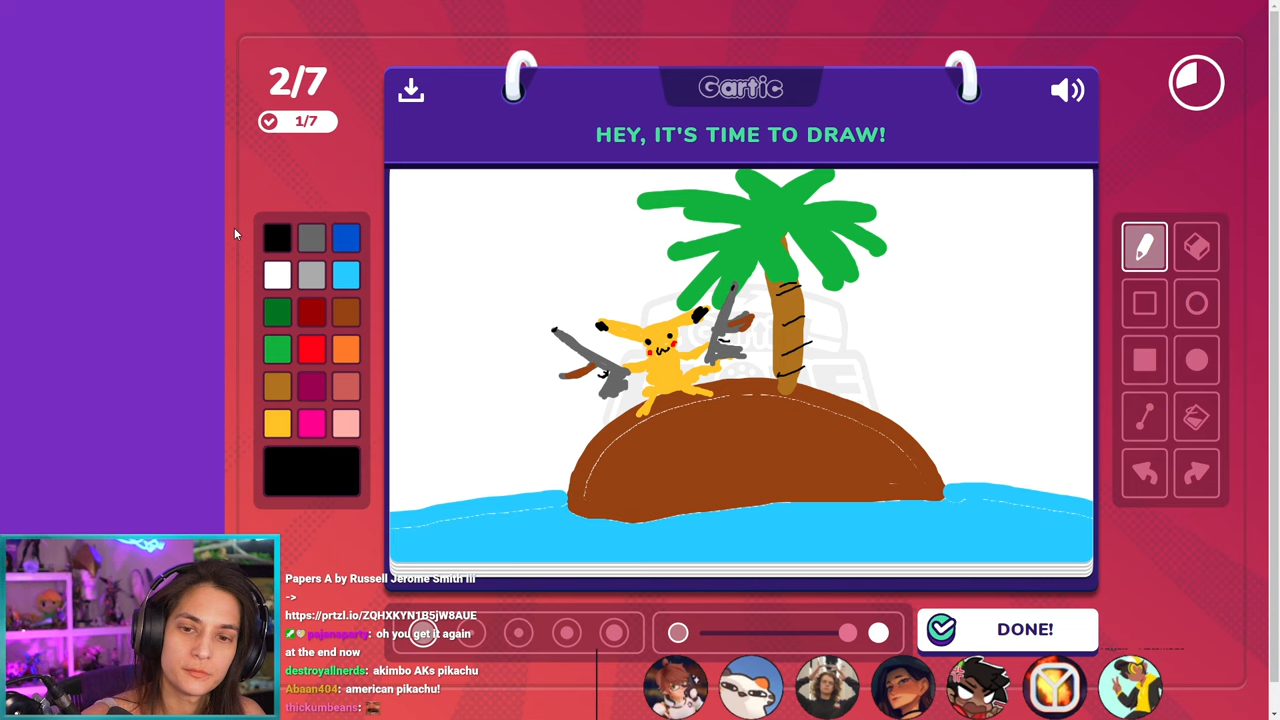 2/7
1/7
Gartic
HEY, IT'S TIME TO DRAW!
Papers A by Russell Jerome Smith III
->
https://prtzl.io/ZQHXKYN1B5jW8AUE
pajanaparty: oh you get it again
at the end now
destroyallnerds: akimbo AKs pikachu
Abaan404: american pikachu!
thickumbeans:
DONE!